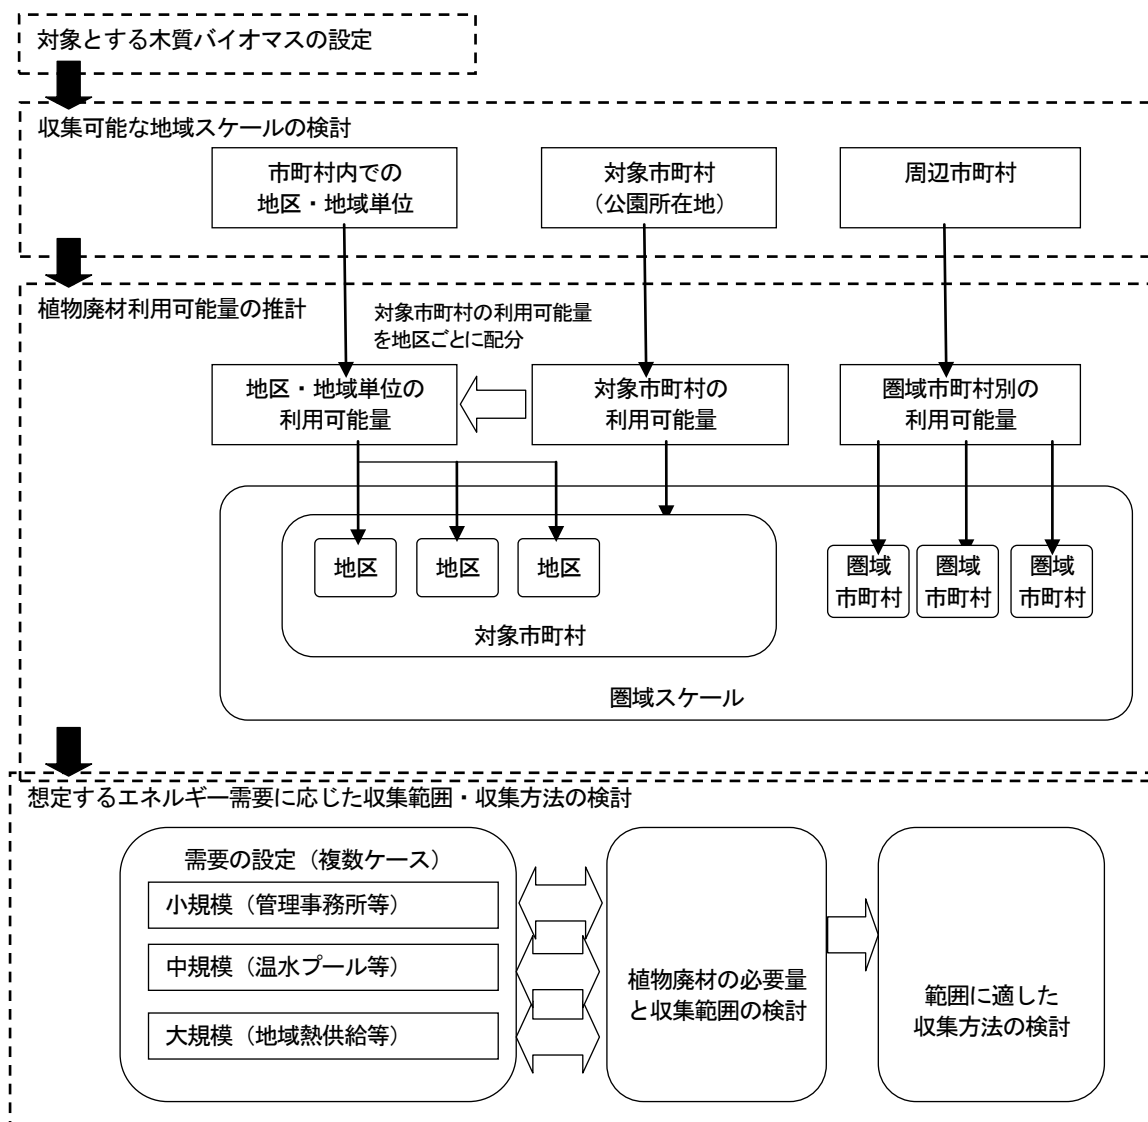 対象とする木質バイオマスの設定
収集可能な地域スケールの検討
市町村内での
地区・地域単位
対象市町村
（公園所在地）
周辺市町村
植物廃材利用可能量の推計
対象市町村の利用可能量
を地区ごとに配分
地区・地域単位の
利用可能量
対象市町村の
利用可能量
圏域市町村別の
利用可能量
地区
地区
地区
対象市町村
圏域
市町村
圏域
市町村
圏域
市町村
圏域スケール
想定するエネルギー需要に応じた収集範囲・収集方法の検討
需要の設定（複数ケース）
小規模（管理事務所等）
中規模（温水プール等）
大規模（地域熱供給等）
植物廃材の必要量
と収集範囲の検討
範囲に適した
収集方法の検討